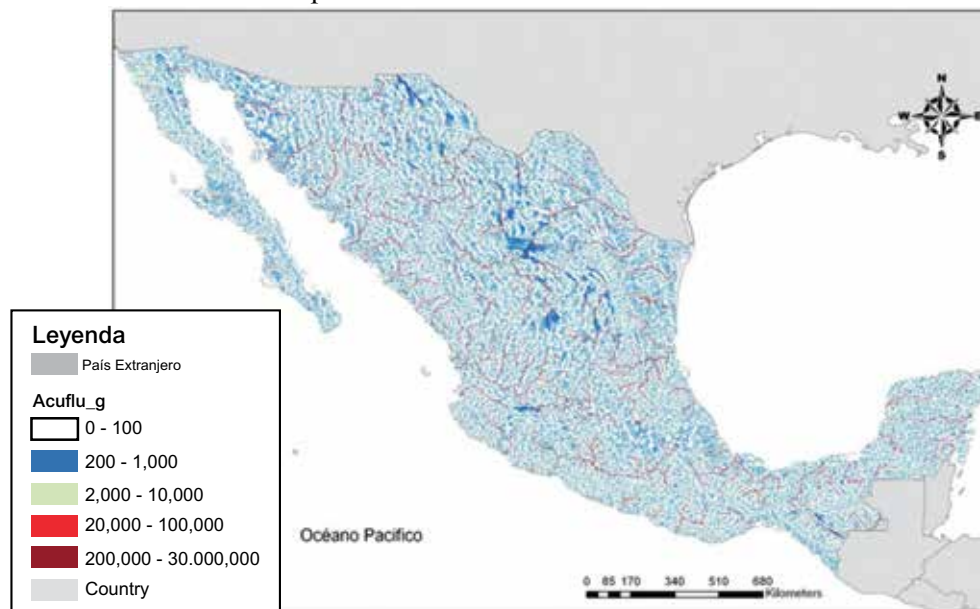 N
W E
S
Leyenda
País Extranjero
Acuflu_g
0 - 100
200 - 1,000
2,000 - 10,000
20,000 - 100,000
200,000 - 30.000,000
Country
Océano Pacifico
0 85 170 340 510 680
Kilometers